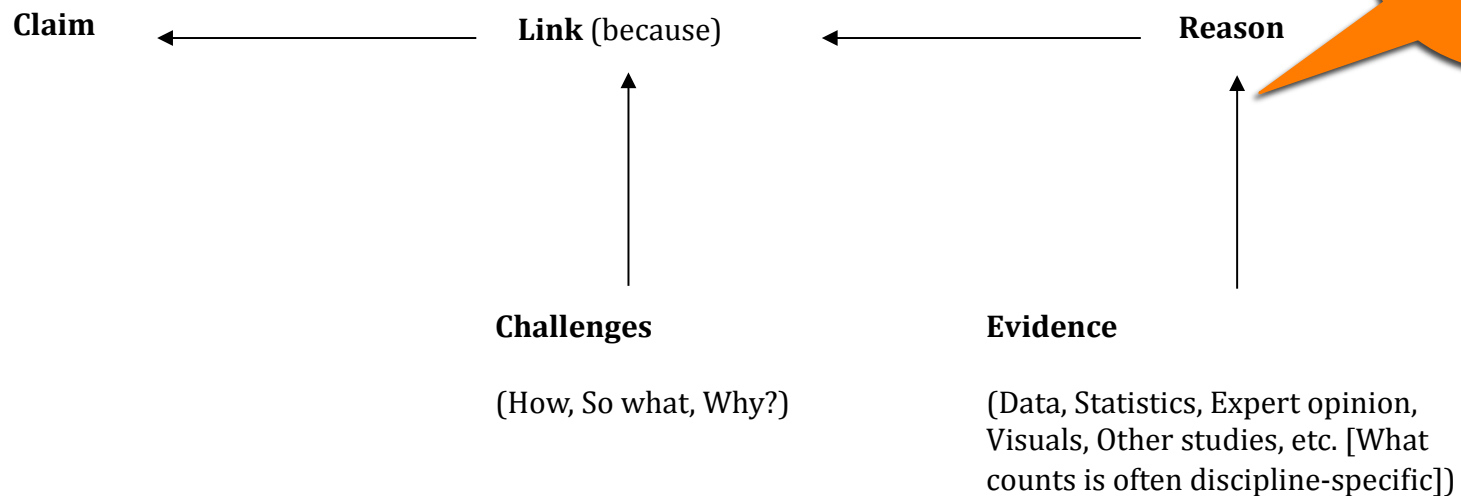 Claim
Link (because)
Reason
Challenges
Evidence
(How, So what, Why?)
(Data, Statistics, Expert opinion,
Visuals, Other studies, etc. [What
counts is often discipline-specific])